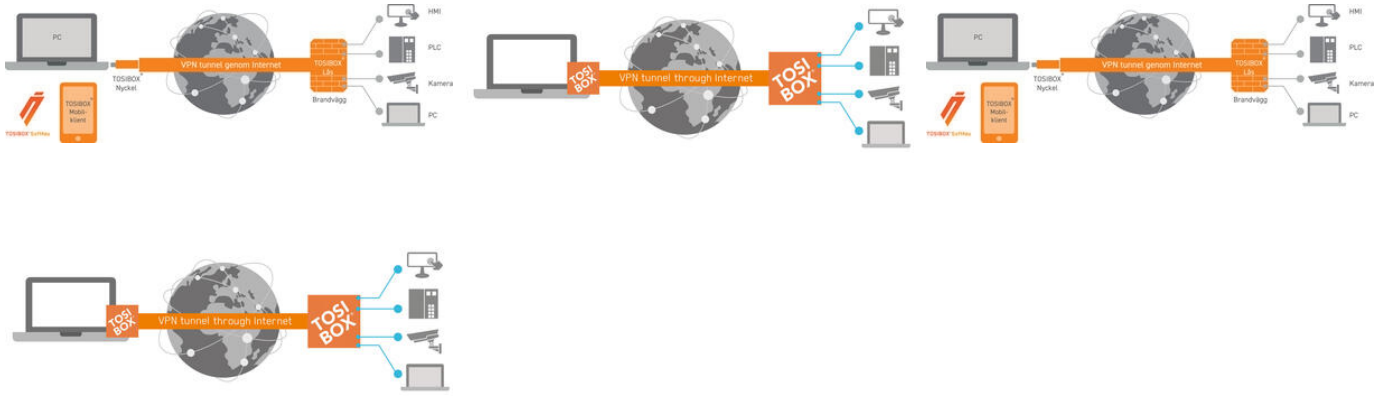 PC
VPN tunnel genom Internet
TOSIBOX®
Nyckel
TOSIBOX®
Lås
Brandvägg
HMI
PLC
Kamera
PC
TOSIBOX® SoftKey
TOSIBOX®
Mobil-
klient
TOSI
BOX
VPN tunnel through Internet
TOSI
BOX®
PC
VPN tunnel genom Internet
TOSIBOX®
Nyckel
TOSIBOX®
Lås
Brandvägg
HMI
PLC
Kamera
PC
TOSIBOX® SoftKey
TOSIBOX®
Mobil-
klient
TOSI
BOX
VPN tunnel through Internet
TOSI
BOX®